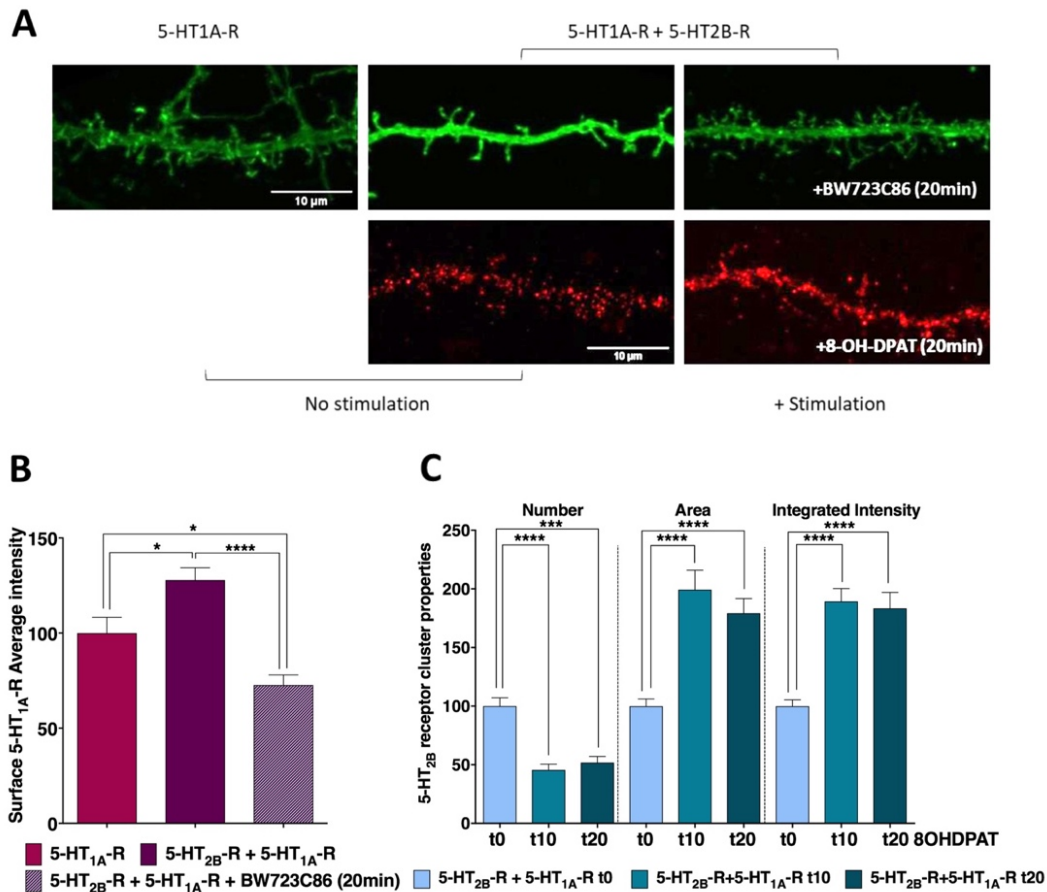 A
5-HT1A-R
5-HT1A-R + 5-HT2B-R
10 µm
+BW723C86 (20min)
10 µm
+8-OH-DPAT (20min)
No stimulation
+ Stimulation
B
Surface 5-HT1A-R Average intensity
150
100
50
0
*
*
****
5-HT1A-R
5-HT2B-R + 5-HT1A-R
5-HT2B-R + 5-HT1A-R + BW723C86 (20min)
C
5-HT2B receptor cluster properties
250
200
150
100
50
0
Number
Area
Integrated Intensity
***
****
****
****
****
****
t0 t10 t20 t0 t10 t20 t0 t10 t20 8OHDPAT
5-HT2B-R + 5-HT1A-R t0
5-HT2B-R+5-HT1A-R t10
5-HT2B-R+5-HT1A-R t20